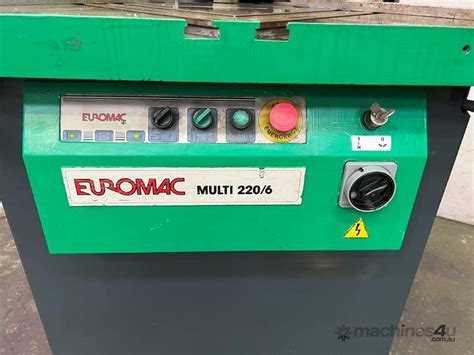 EUROMAC
EMERGENCY
1 0
EUROMAC MULTI 220/6
machines4u
.com.au